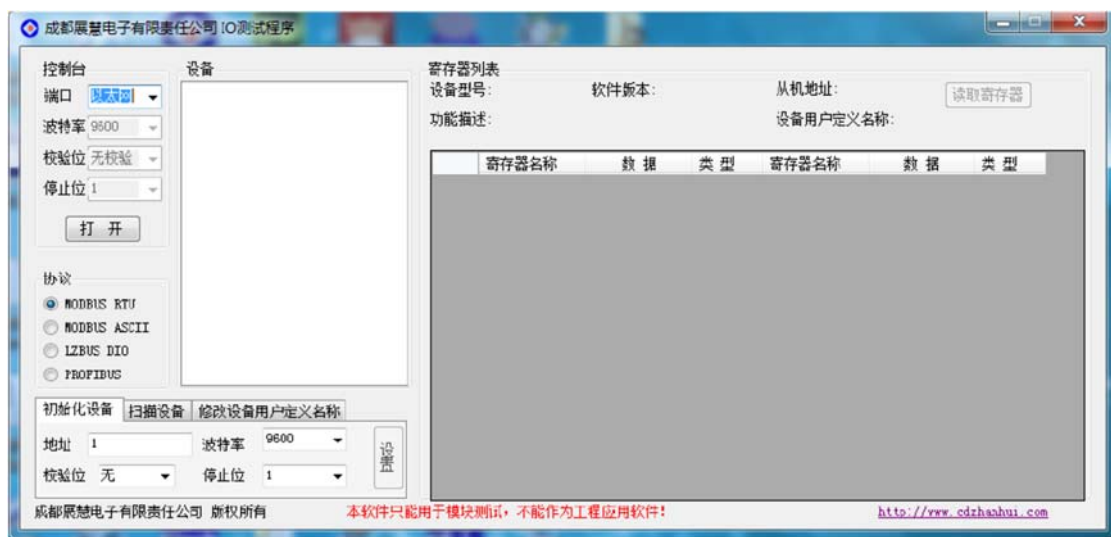 成都展慧电子有限责任公司 IO测试程序
控制台
端口 以太网
波特率 9600
校验位 无校验
停止位 1
打 开
协议
MODBUS RTU
MODBUS ASCII
LZBUS DIO
PROFIBUS
设备
寄存器列表
设备型号: 软件版本: 从机地址: 读取寄存器
功能描述: 设备用户定义名称:
寄存器名称 数 据 类 型 寄存器名称 数 据 类 型
初始化设备 扫描设备 修改设备用户定义名称
地址 1 波特率 9600
校验位 无 停止位 1
设置
成都展慧电子有限责任公司 版权所有 本软件只能用于模块测试，不能作为工程应用软件! http://www.cdzhanhui.com